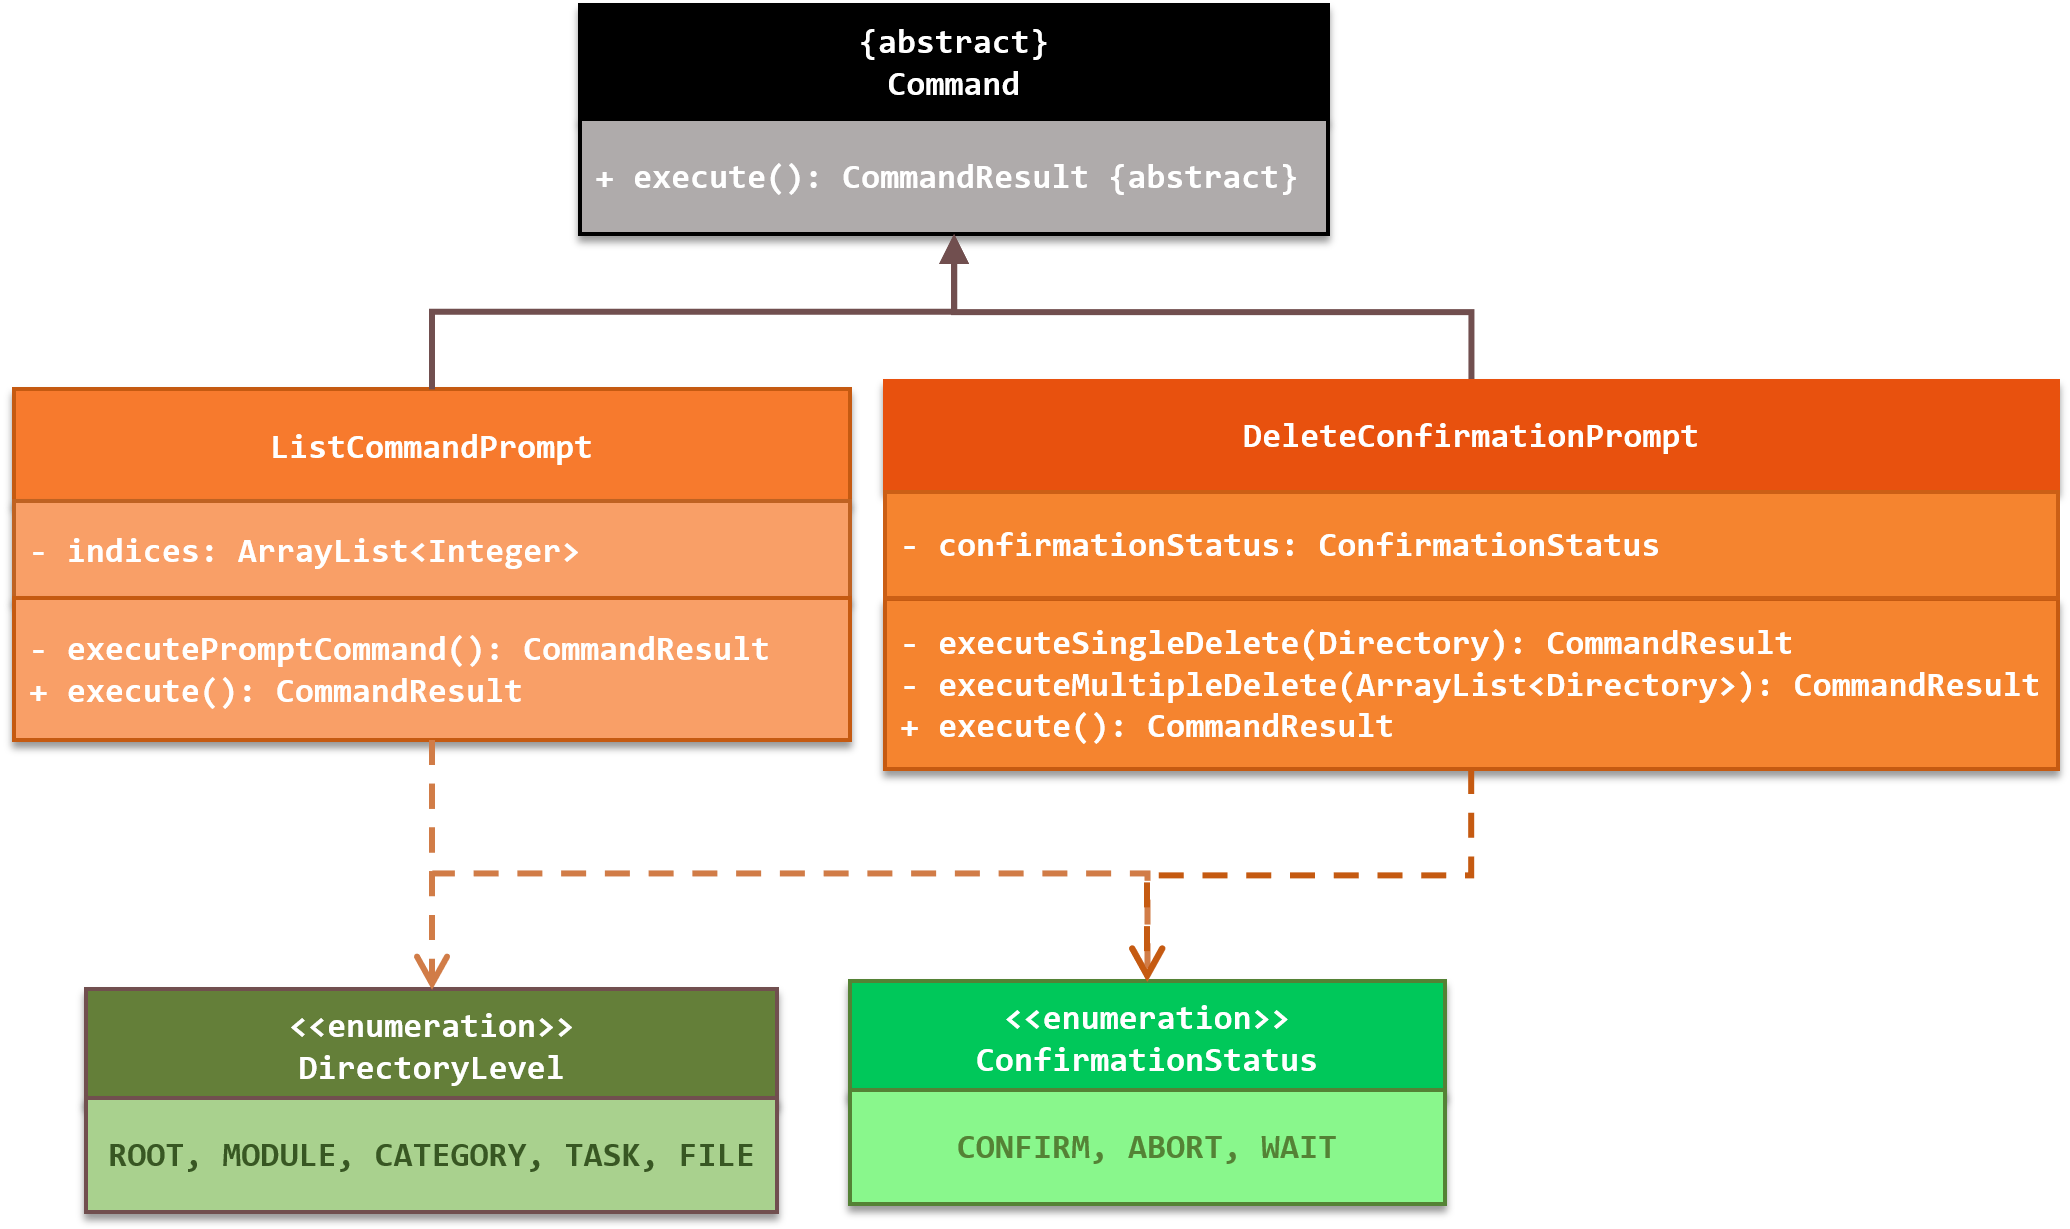 {abstract}
Command
+ execute(): CommandResult {abstract}
ListCommandPrompt
- indices: ArrayList<Integer>
- executePromptCommand(): CommandResult
+ execute(): CommandResult
DeleteConfirmationPrompt
- confirmationStatus: ConfirmationStatus
- executeSingleDelete(Directory): CommandResult
- executeMultipleDelete(ArrayList<Directory>): CommandResult
+ execute(): CommandResult
<<enumeration>>
DirectoryLevel
ROOT, MODULE, CATEGORY, TASK, FILE
<<enumeration>>
ConfirmationStatus
CONFIRM, ABORT, WAIT